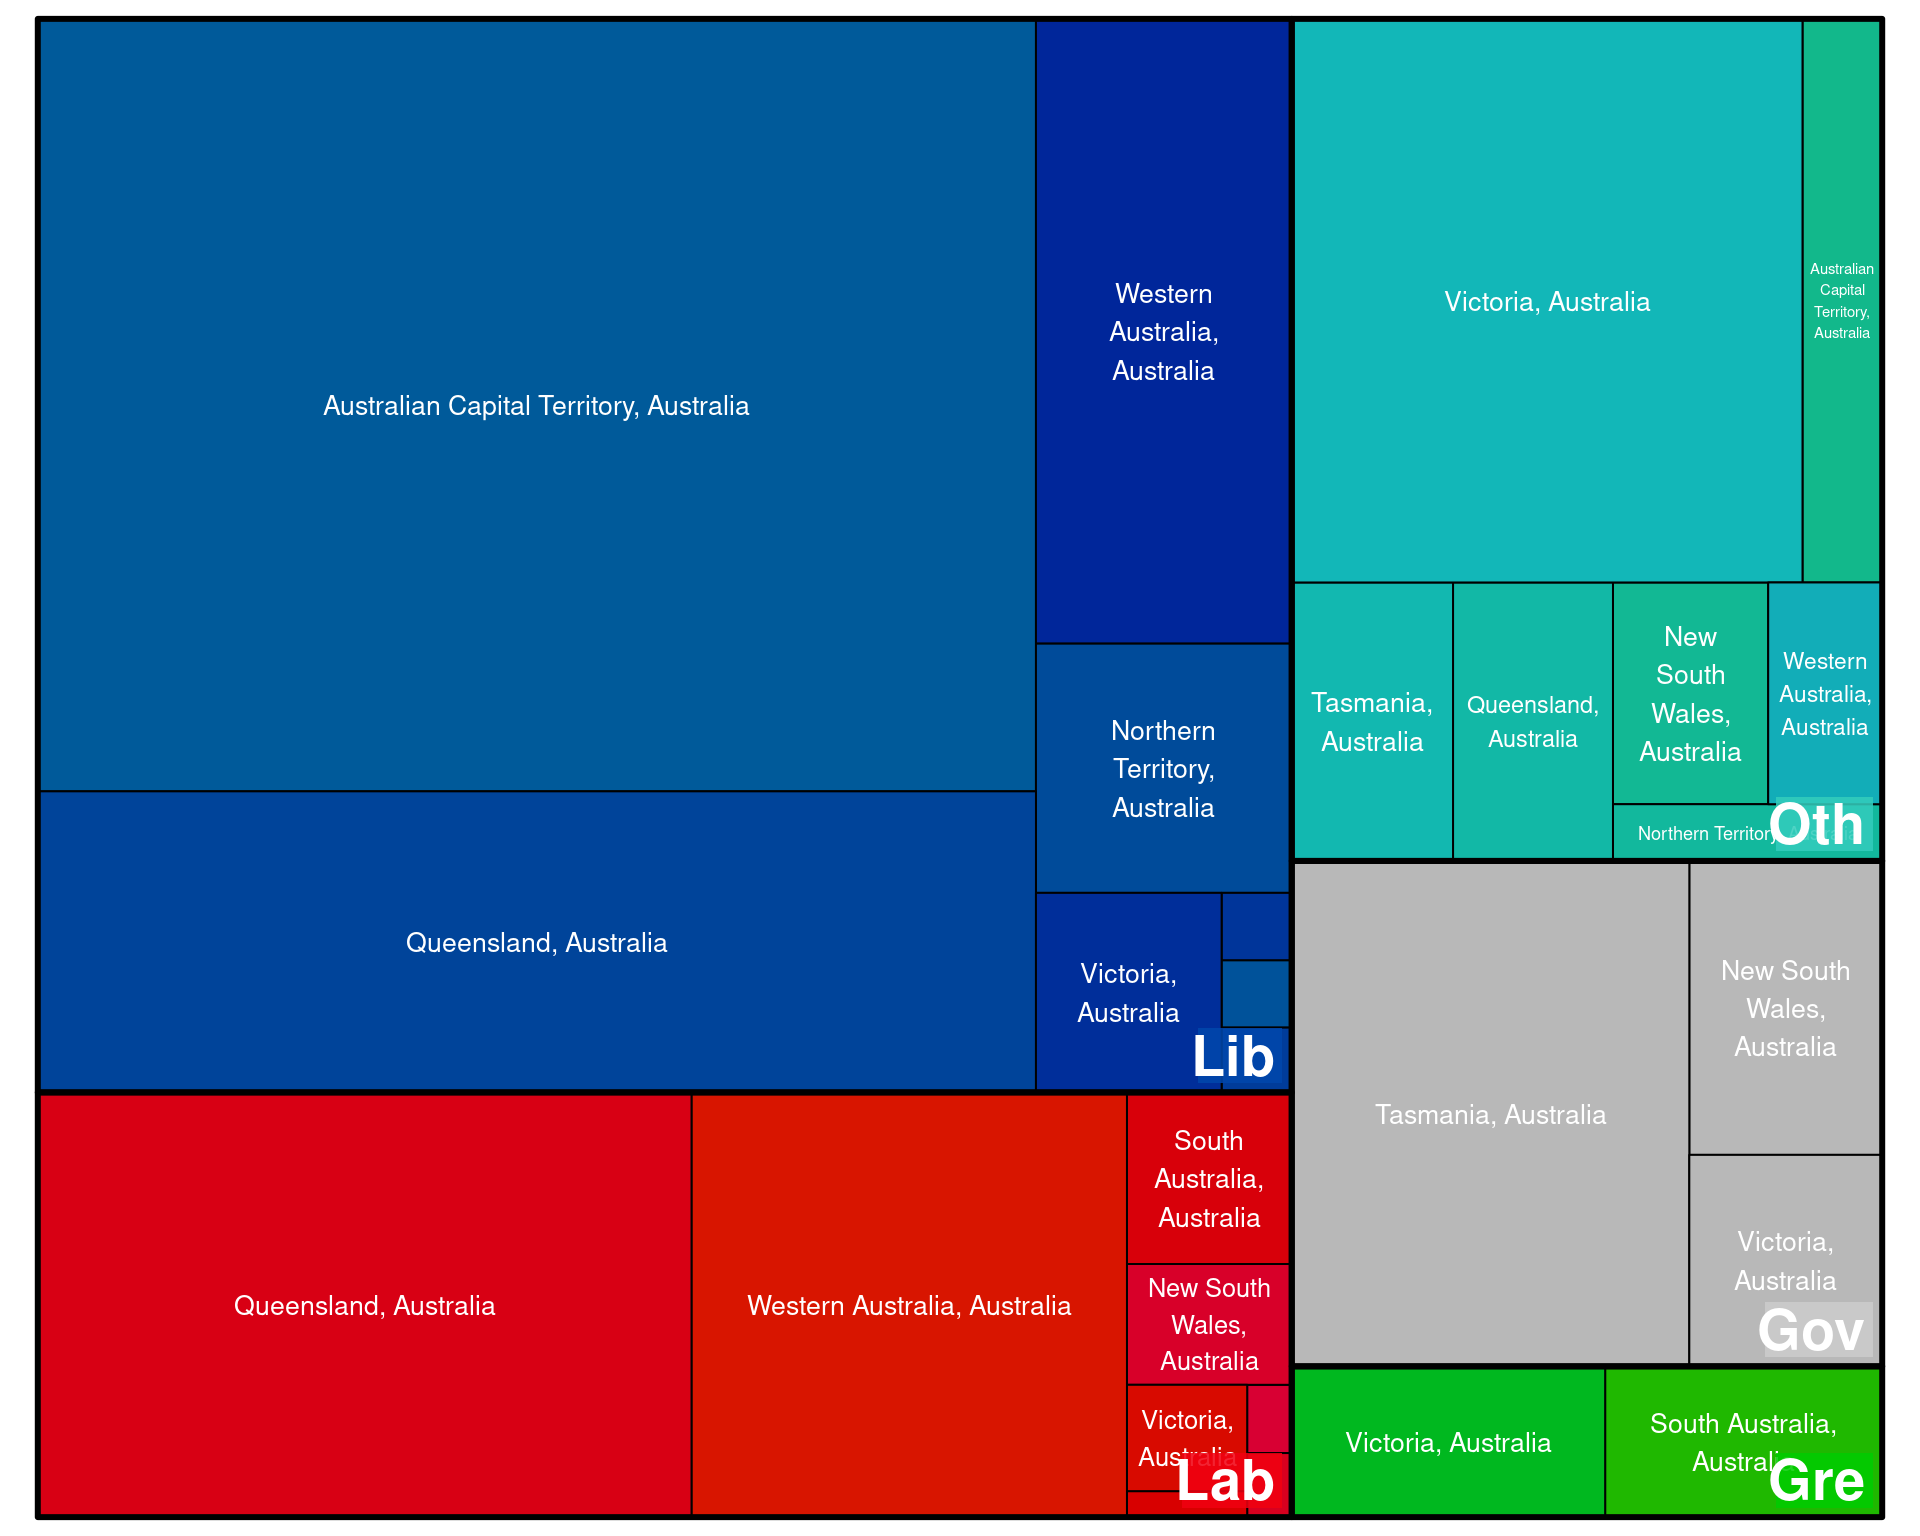 Australian Capital Territory, Australia
Western
Australia,
Australia
Northern
Territory,
Australia
Queensland, Australia
Victoria,
Australia
Lib
Queensland, Australia
Western Australia, Australia
South
Australia,
Australia
New South
Wales,
Australia
Victoria,
Australia
Lab
Victoria, Australia
Australian
Capital
Territory,
Australia
Tasmania,
Australia
Queensland,
Australia
New
South
Wales,
Australia
Western
Australia,
Australia
Northern Territory
Oth
Tasmania, Australia
New South
Wales,
Australia
Victoria,
Australia
Gov
Victoria, Australia
South Australia,
Australia
Gre